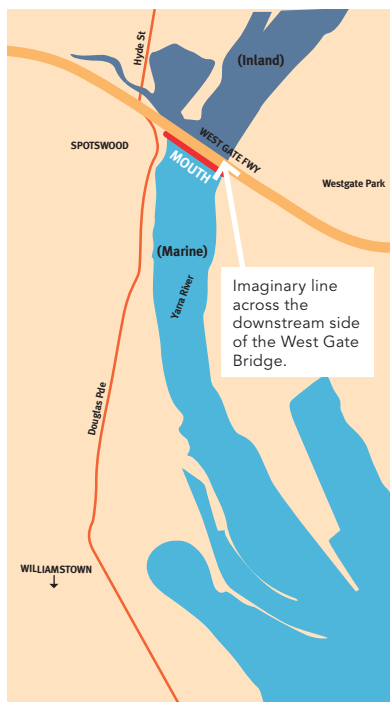 Hyde St
(Inland)
SPOTSWOOD
WEST GATE FWY
MOUTH
Westgate Park
(Marine)
Yarra River
Imaginary line
across the
downstream side
of the West Gate
Bridge.
Douglas Pde
WILLIAMSTOWN